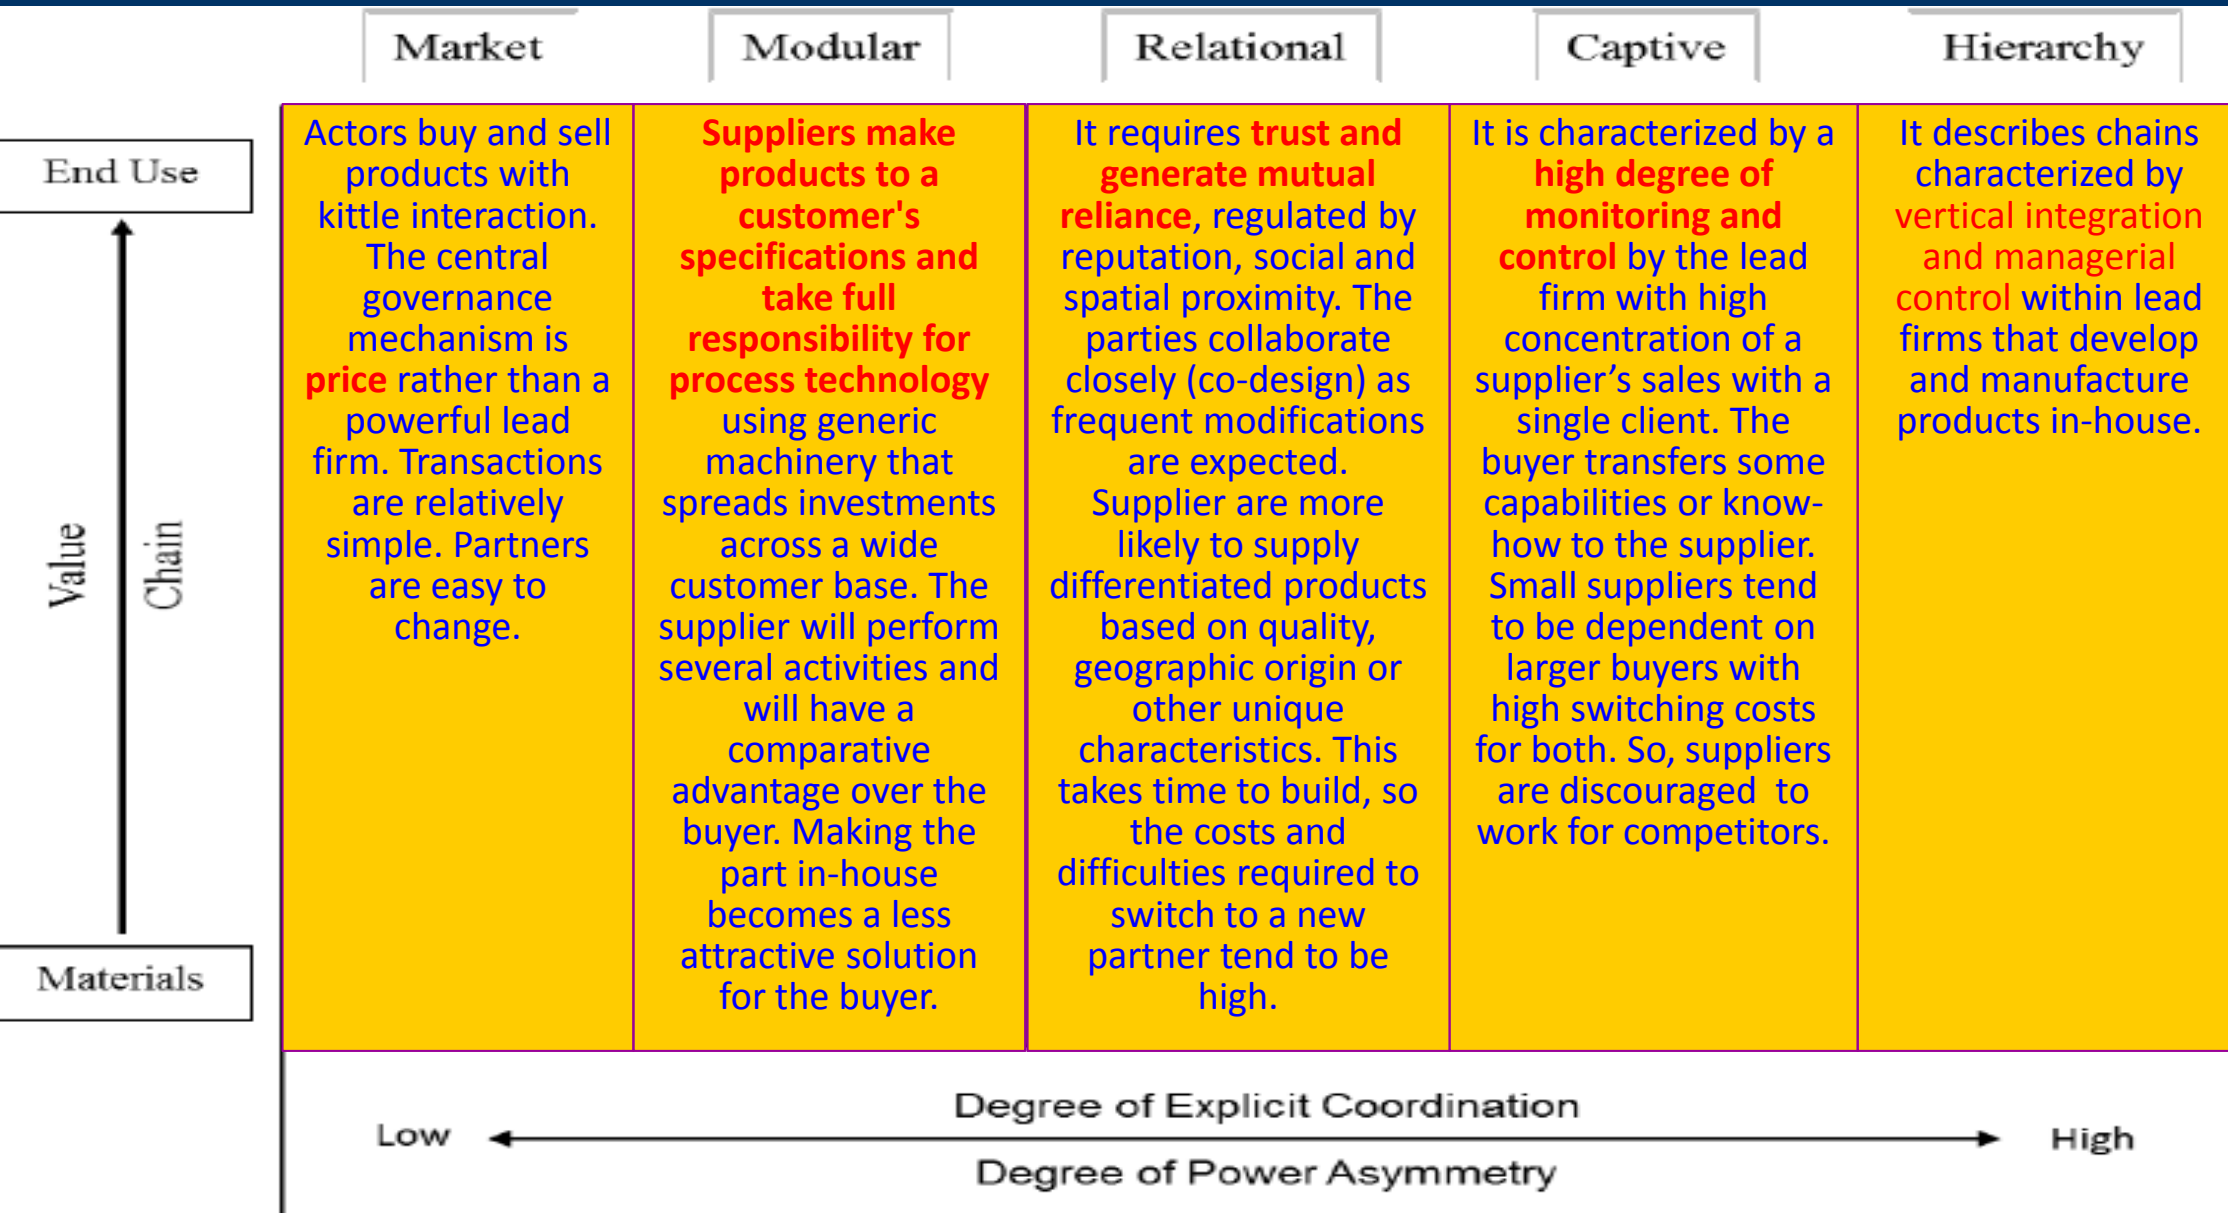 Market
Modular
Relational
Captive
Hierarchy
End Use
Value
Chain
Materials
Actors buy and sell
products with
kittle interaction.
The central
governance
mechanism is
price rather than a
powerful lead
firm. Transactions
are relatively
simple. Partners
are easy to
change.
Suppliers make
products to a
customer's
specifications and
take full
responsibility for
process technology
using generic
machinery that
spreads investments
across a wide
customer base. The
supplier will perform
several activities and
will have a
comparative
advantage over the
buyer. Making the
part in-house
becomes a less
attractive solution
for the buyer.
It requires trust and
generate mutual
reliance, regulated by
reputation, social and
spatial proximity. The
parties collaborate
closely (co-design) as
frequent modifications
are expected.
Supplier are more
likely to supply
differentiated products
based on quality,
geographic origin or
other unique
characteristics. This
takes time to build, so
the costs and
difficulties required to
switch to a new
partner tend to be
high.
It is characterized by a
high degree of
monitoring and
control by the lead
firm with high
concentration of a
supplier’s sales with a
single client. The
buyer transfers some
capabilities or know-
how to the supplier.
Small suppliers tend
to be dependent on
larger buyers with
high switching costs
for both. So, suppliers
are discouraged  to
work for competitors.
It describes chains
characterized by
vertical integration
and managerial
control within lead
firms that develop
and manufacture
products in-house.
Degree of Explicit Coordination
Low
High
Degree of Power Asymmetry